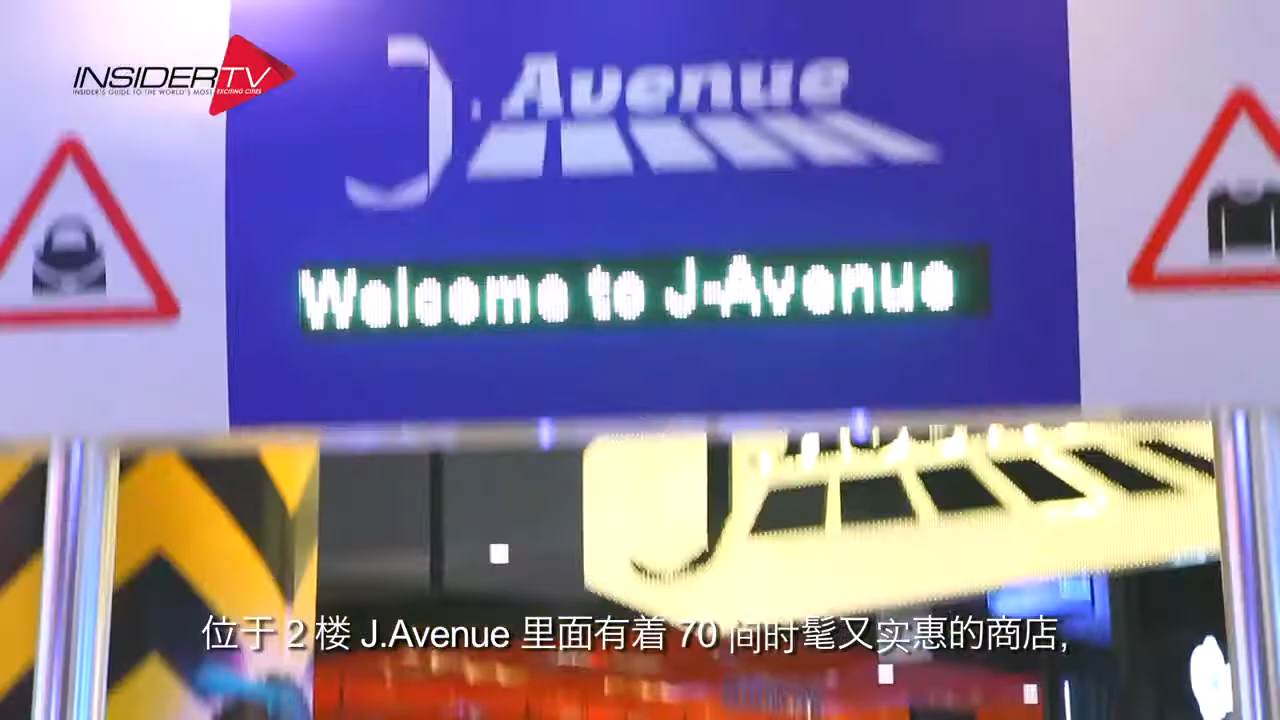 INSIDERTV
INSIDER'S GUIDE TO THE WORLD'S MOST EXCITING CITIES
J. Avenue
Welcome to J-Avenue
位于 2 楼 J.Avenue 里面有着 70 间时髦又实惠的商店,